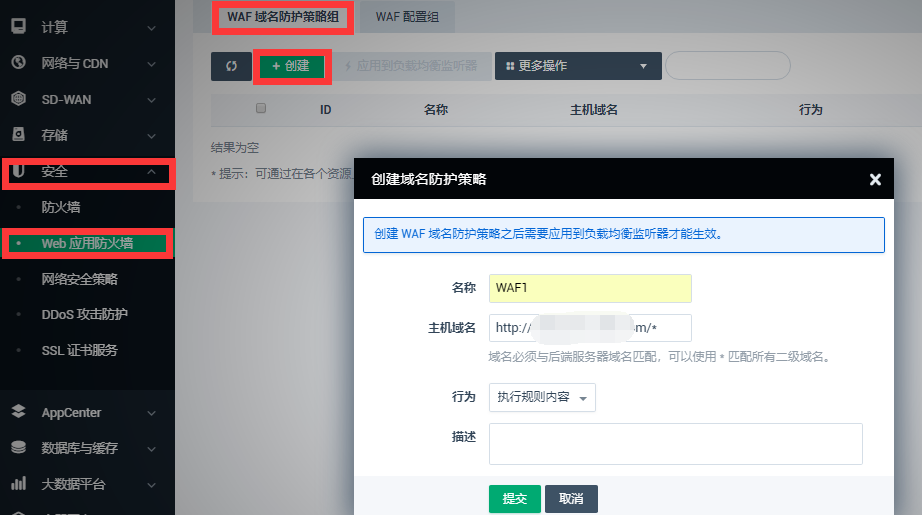 计算
网络与 CDN
SD-WAN
存储
安全
防火墙
Web 应用防火墙
网络安全策略
DDoS 攻击防护
SSL 证书服务
AppCenter
数据库与缓存
大数据平台
WAF 域名防护策略组
WAF 配置组
+ 创建
应用到负载均衡监听器
更多操作
ID 名称 主机域名 行为
结果为空
* 提示：可通过在各个资源
创建域名防护策略
创建 WAF 域名防护策略之后需要应用到负载均衡监听器才能生效。
名称 WAF1
主机域名 http:// m/*
域名必须与后端服务器域名匹配，可以使用 * 匹配所有二级域名。
行为 执行规则内容
描述
提交 取消